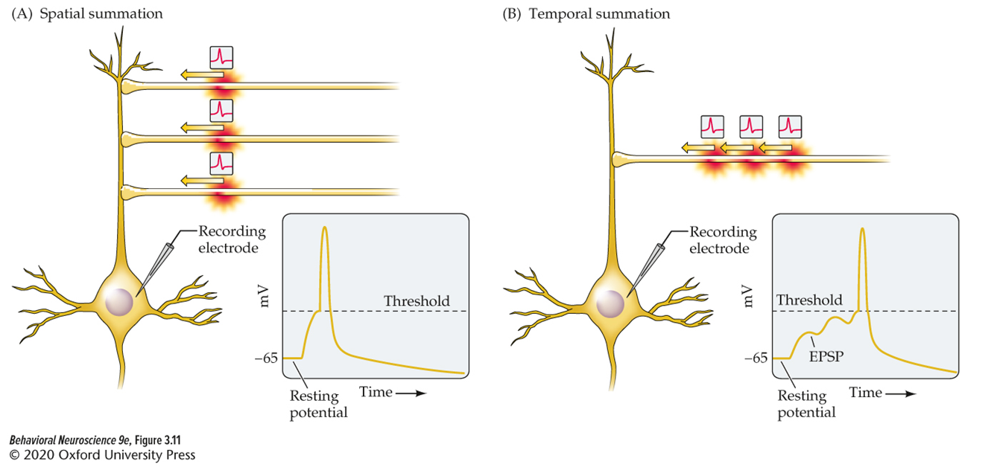 (A) Spatial summation
Recording
electrode
mV
Threshold
−65
Resting
potential
Time
(B) Temporal summation
Recording
electrode
mV
Threshold
−65
EPSP
Resting
potential
Time
Behavioral Neuroscience 9e, Figure 3.11
© 2020 Oxford University Press